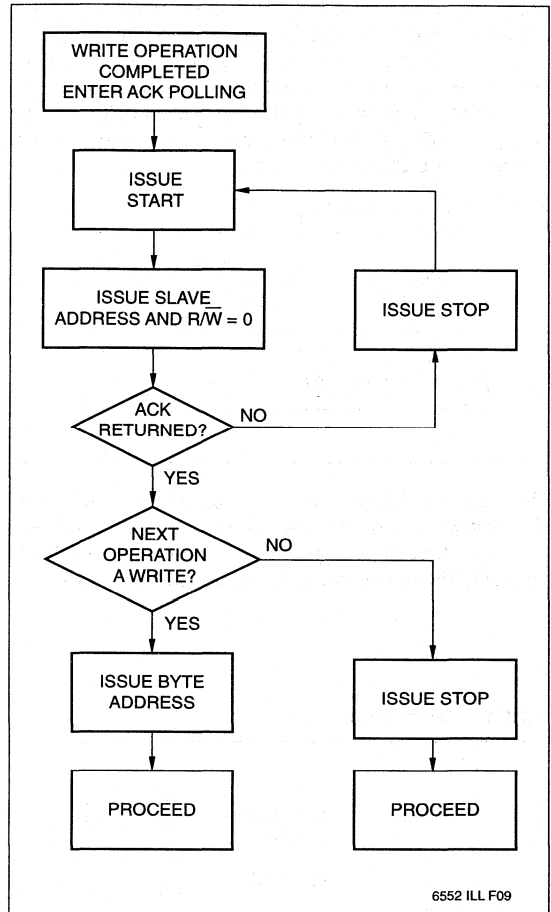 WRITE OPERATION
COMPLETED
ENTER ACK POLLING
ISSUE
START
ISSUE SLAVE
ADDRESS AND R/W̅ = 0
ISSUE STOP
ACK
RETURNED?
NO
YES
NEXT
OPERATION
A WRITE?
NO
YES
ISSUE BYTE
ADDRESS
ISSUE STOP
PROCEED
PROCEED
6552 ILL F09